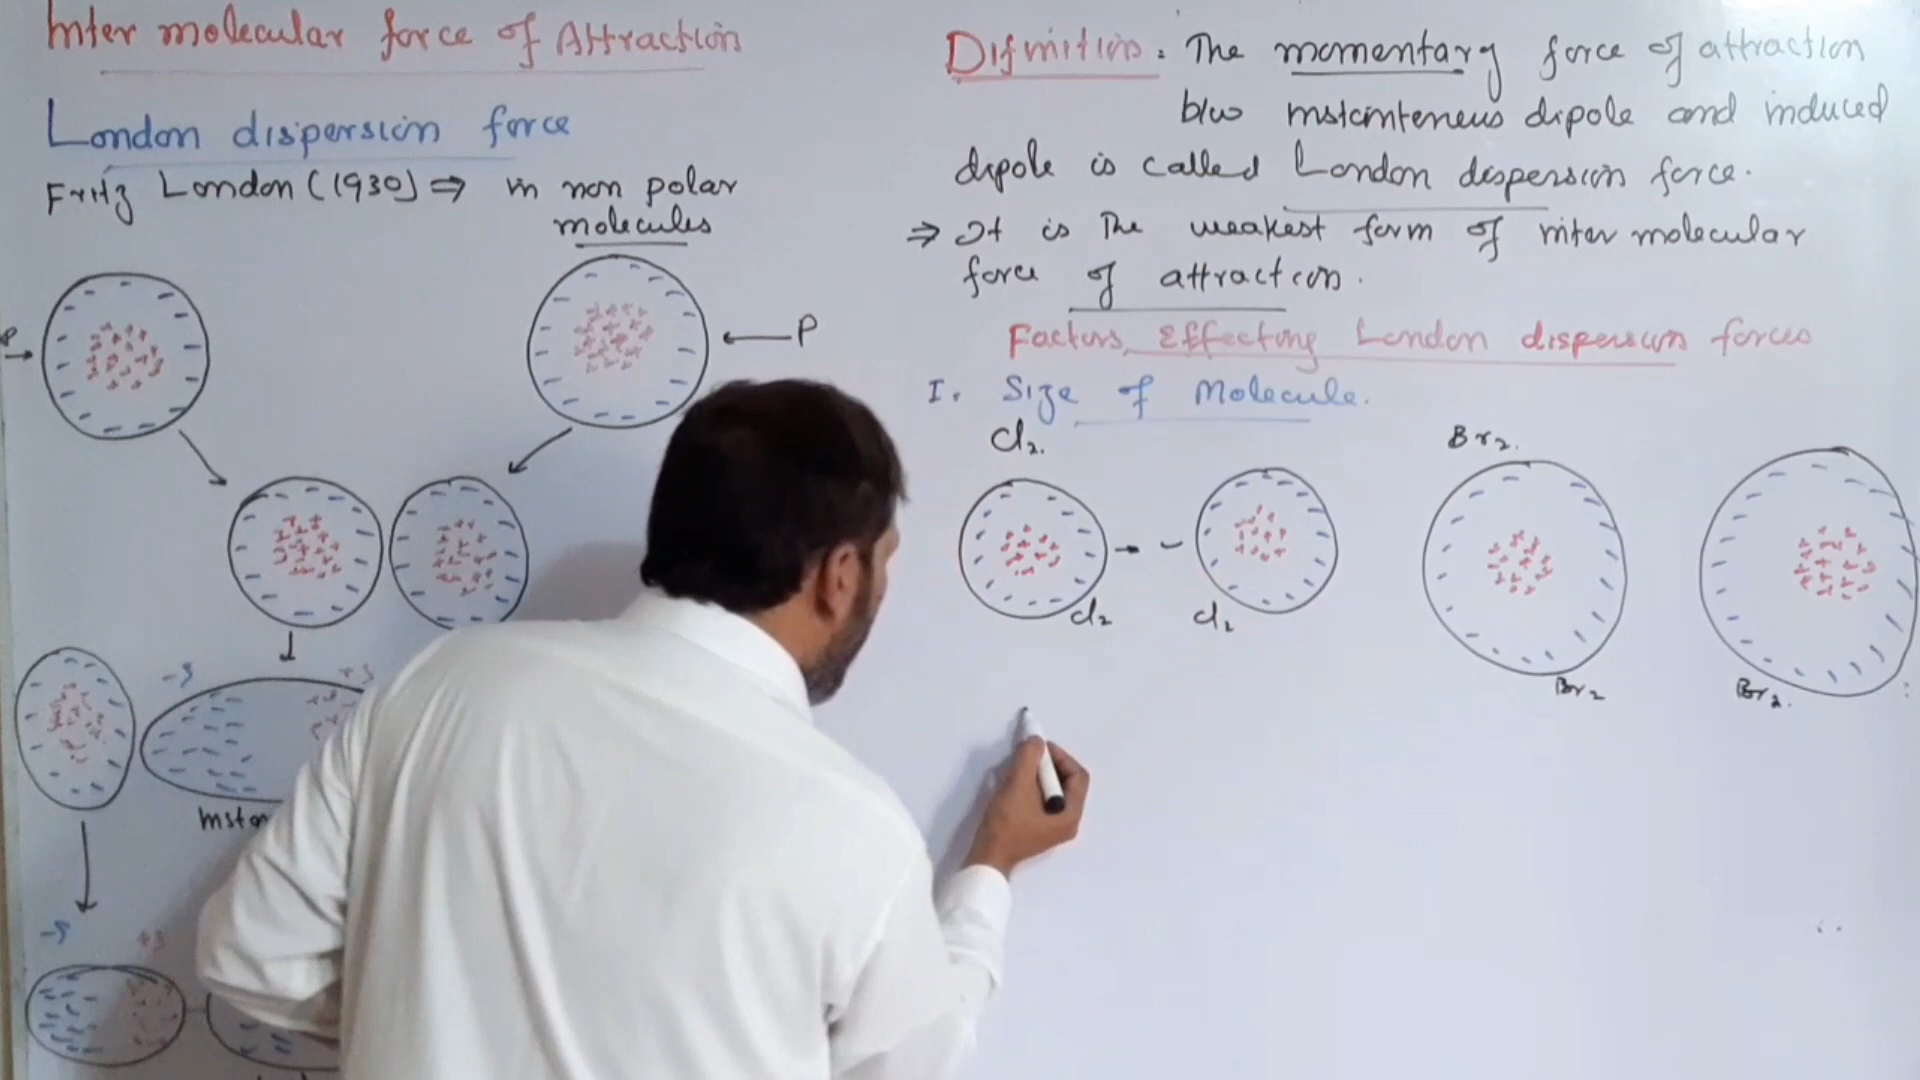 Inter molecular force of Attraction
London dispersion force
Fritz London (1930) ⇒ in non polar
molecules
P
P
-δ
+δ
-δ
+δ
Difinition: The momentary force of attraction
b/w instanteneus dipole and induced
dipole is called London dispersion force.
⇒ It is the weakest form of inter molecular
force of attraction.
Factors Effecting London dispersion forces
I. Size of Molecule.
Cl₂.
Br₂.
Cl₂
Cl₂
Br₂
Br₂.